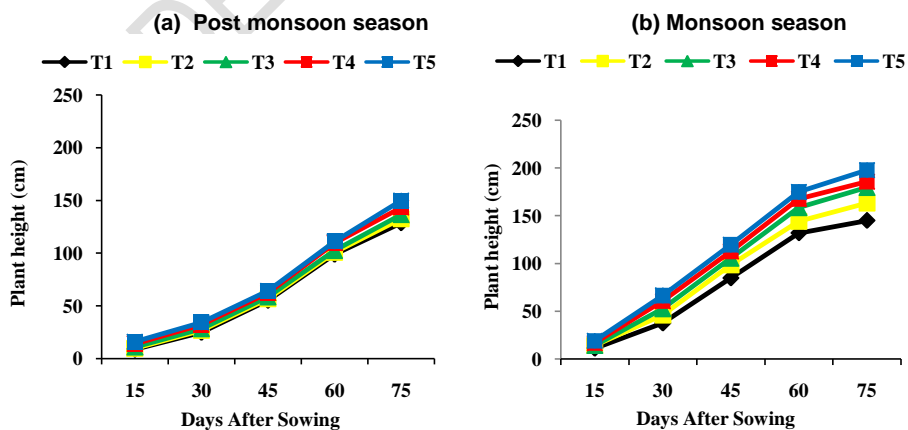 (a) Post monsoon season
T1 T2 T3 T4 T5
250
200
150
100
50
0
Plant height (cm)
15 30 45 60 75
Days After Sowing
(b) Monsoon season
T1 T2 T3 T4 T5
250
200
150
100
50
0
Plant height (cm)
15 30 45 60 75
Days After Sowing